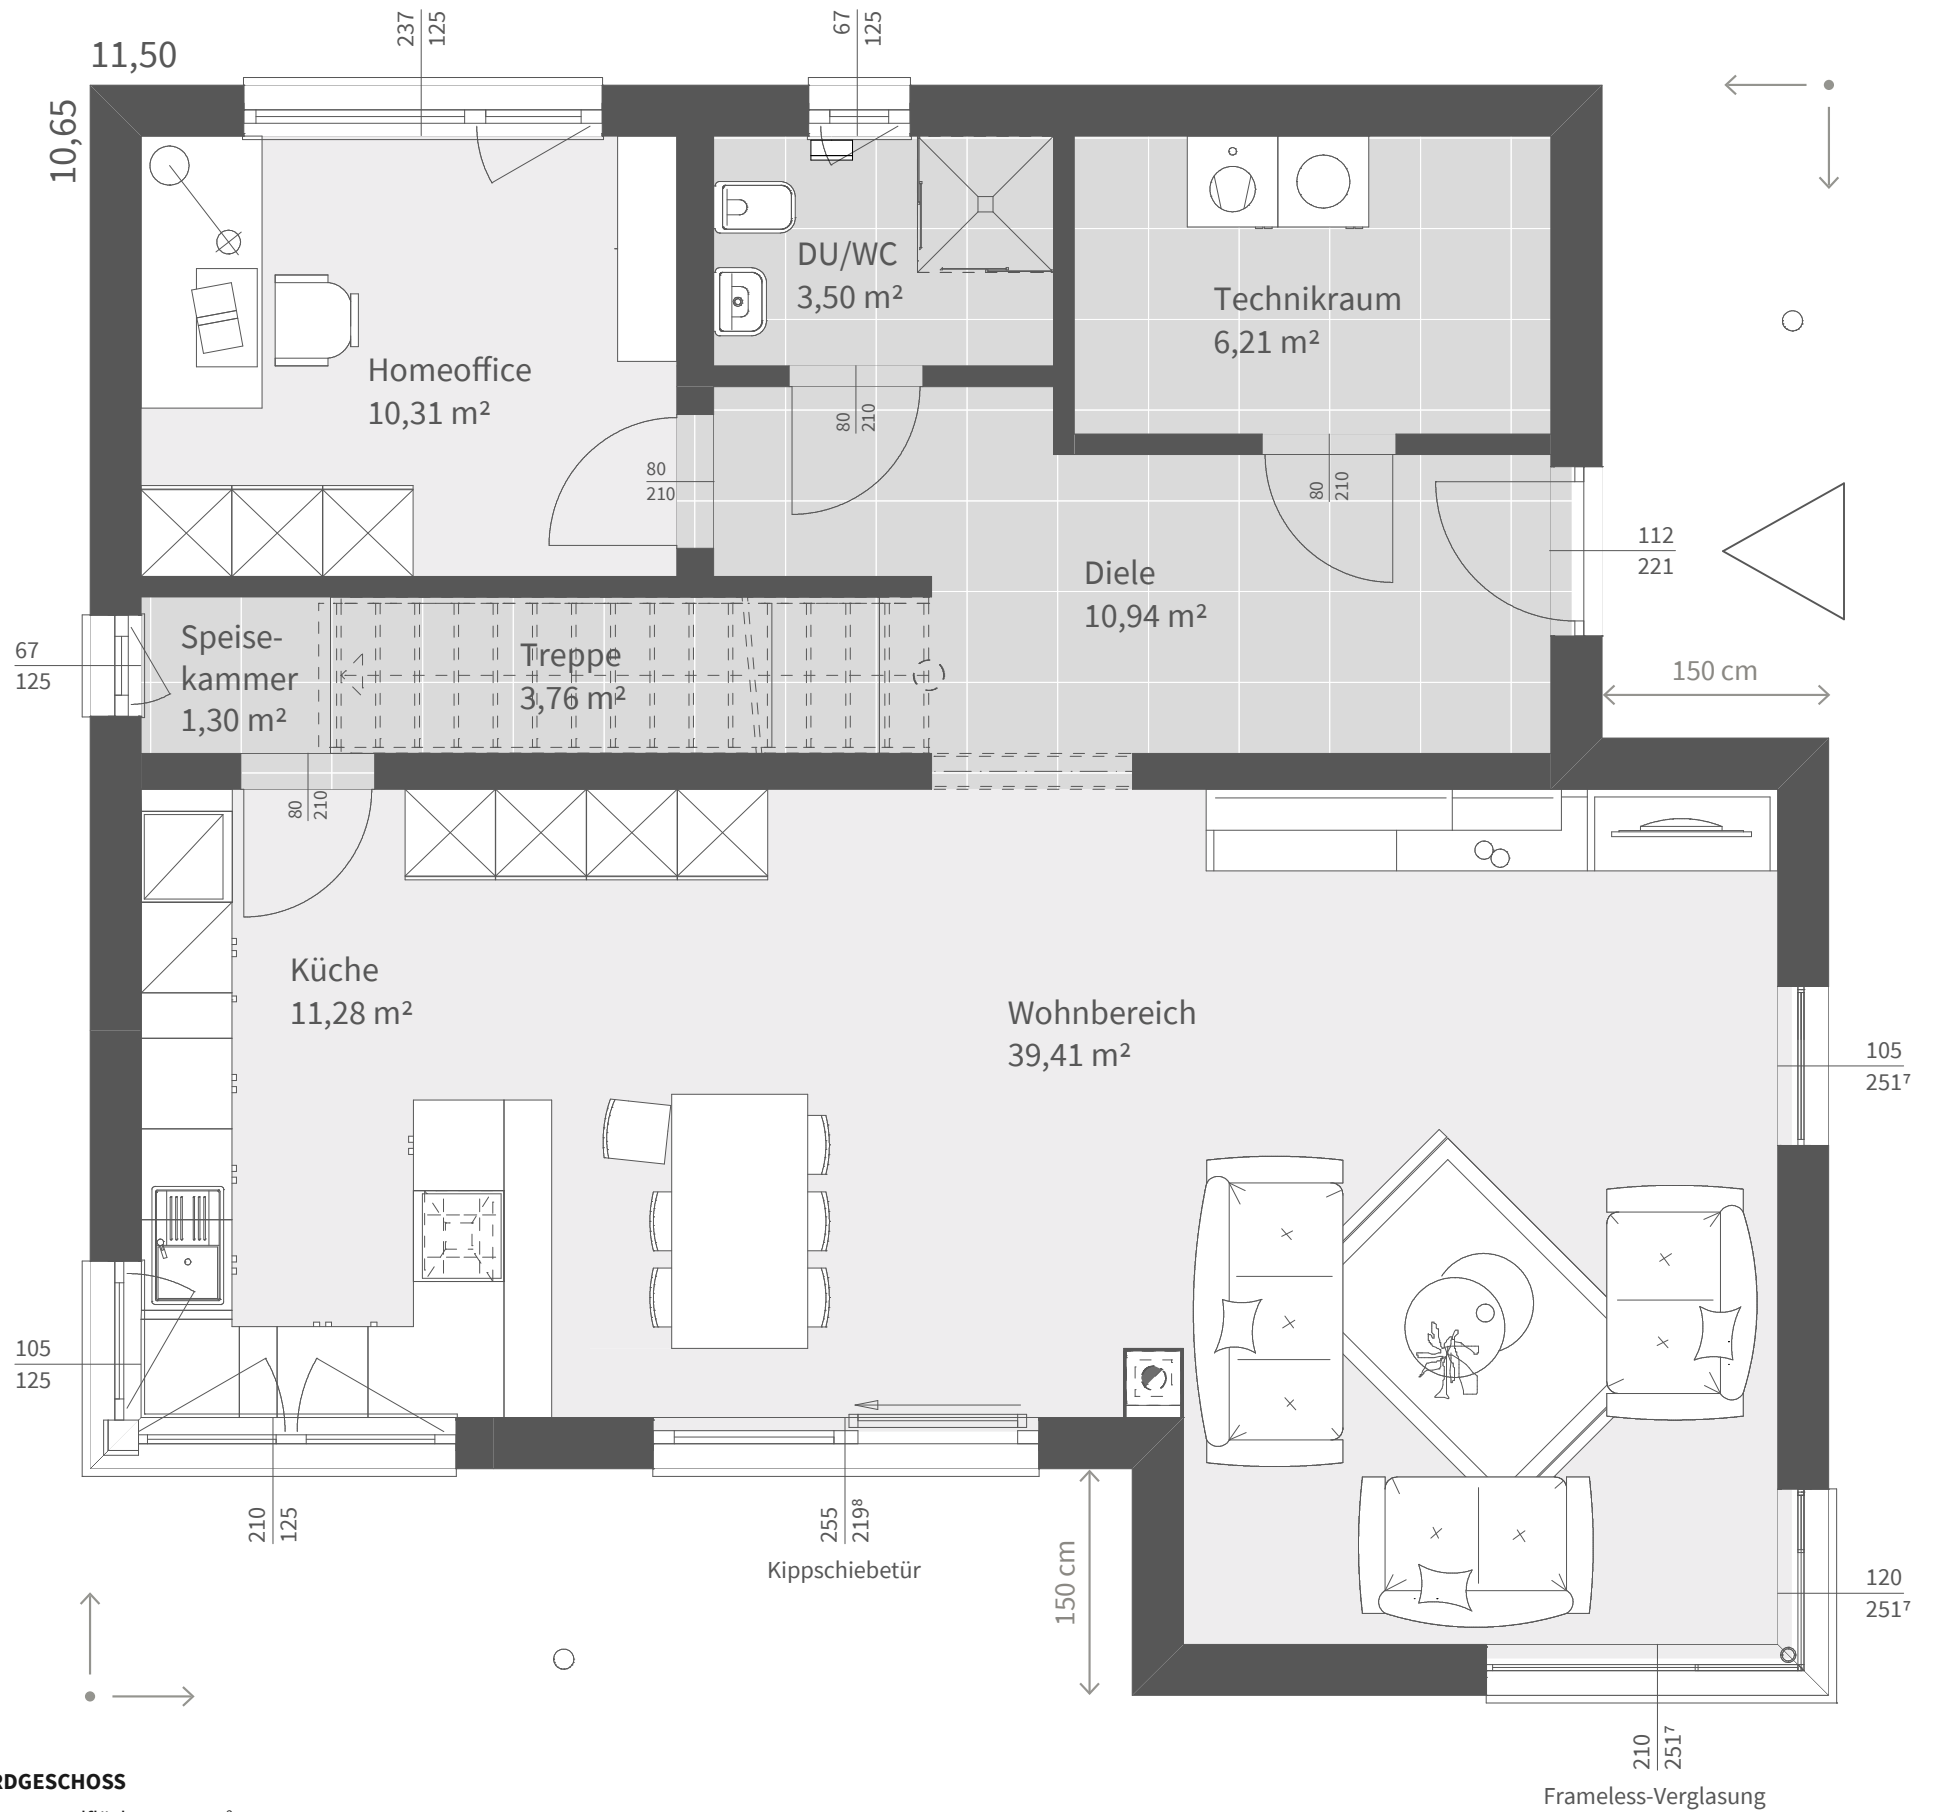 237
125
67
125
11,50
10,65
DU/WC
3,50 m²
Technikraum
6,21 m²
Homeoffice
10,31 m²
80
210
80
210
80
210
112
221
Diele
10,94 m²
Speise-
kammer
1,30 m²
Treppe
3,76 m²
67
125
150 cm
80
210
Küche
11,28 m²
Wohnbereich
39,41 m²
105
251⁷
105
125
210
125
255
219⁸
Kippschiebetür
150 cm
120
251⁷
210
251⁷
Frameless-Verglasung
RDGESCHOSS